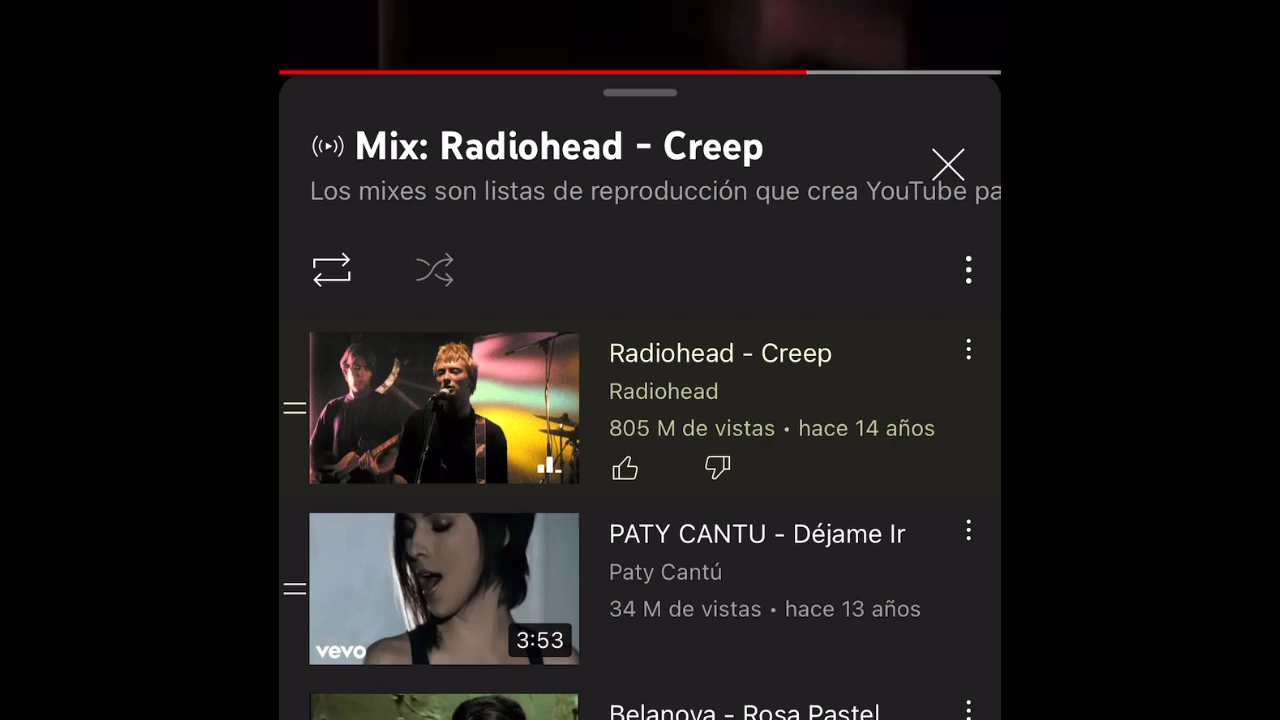 Mix: Radiohead - Creep
Los mixes son listas de reproducción que crea YouTube pa
Radiohead - Creep
Radiohead
805 M de vistas • hace 14 años
PATY CANTU - Déjame Ir
Paty Cantú
34 M de vistas • hace 13 años
vevo
3:53
Belanova - Rosa Pastel